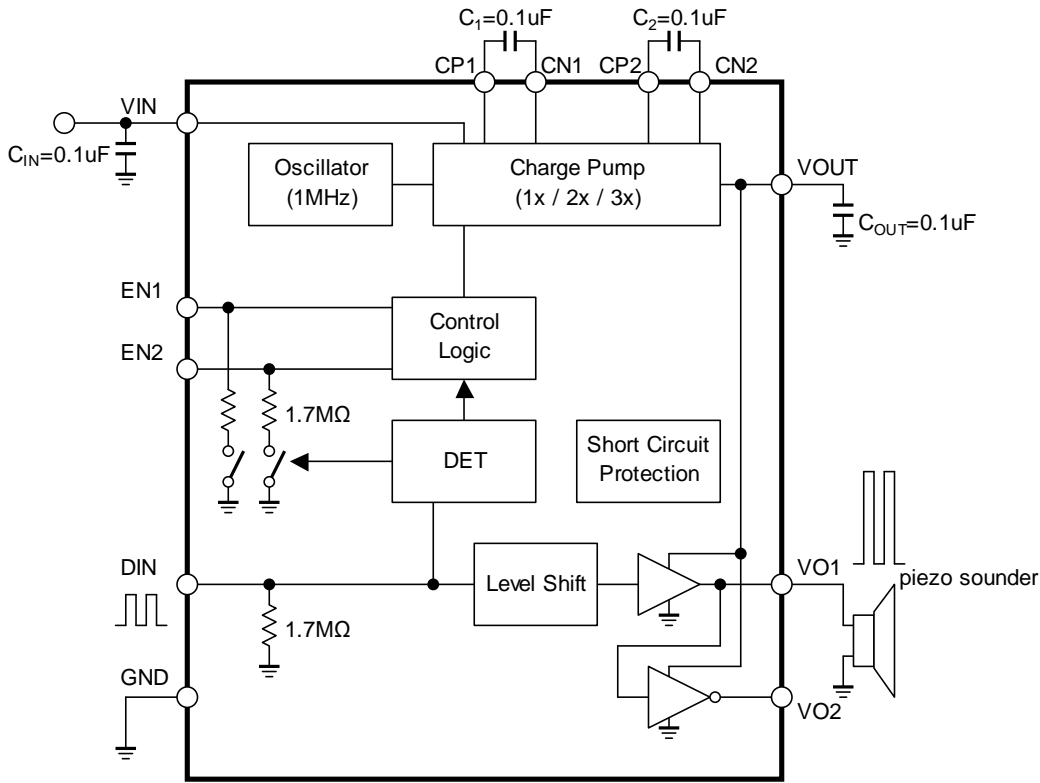 C1=0.1uF
C2=0.1uF
CP1
CN1
CP2
CN2
VIN
CIN=0.1uF
Oscillator
(1MHz)
Charge Pump
(1x / 2x / 3x)
VOUT
COUT=0.1uF
EN1
EN2
Control
Logic
1.7MΩ
DET
Short Circuit
Protection
DIN
Level Shift
VO1
piezo sounder
1.7MΩ
GND
VO2